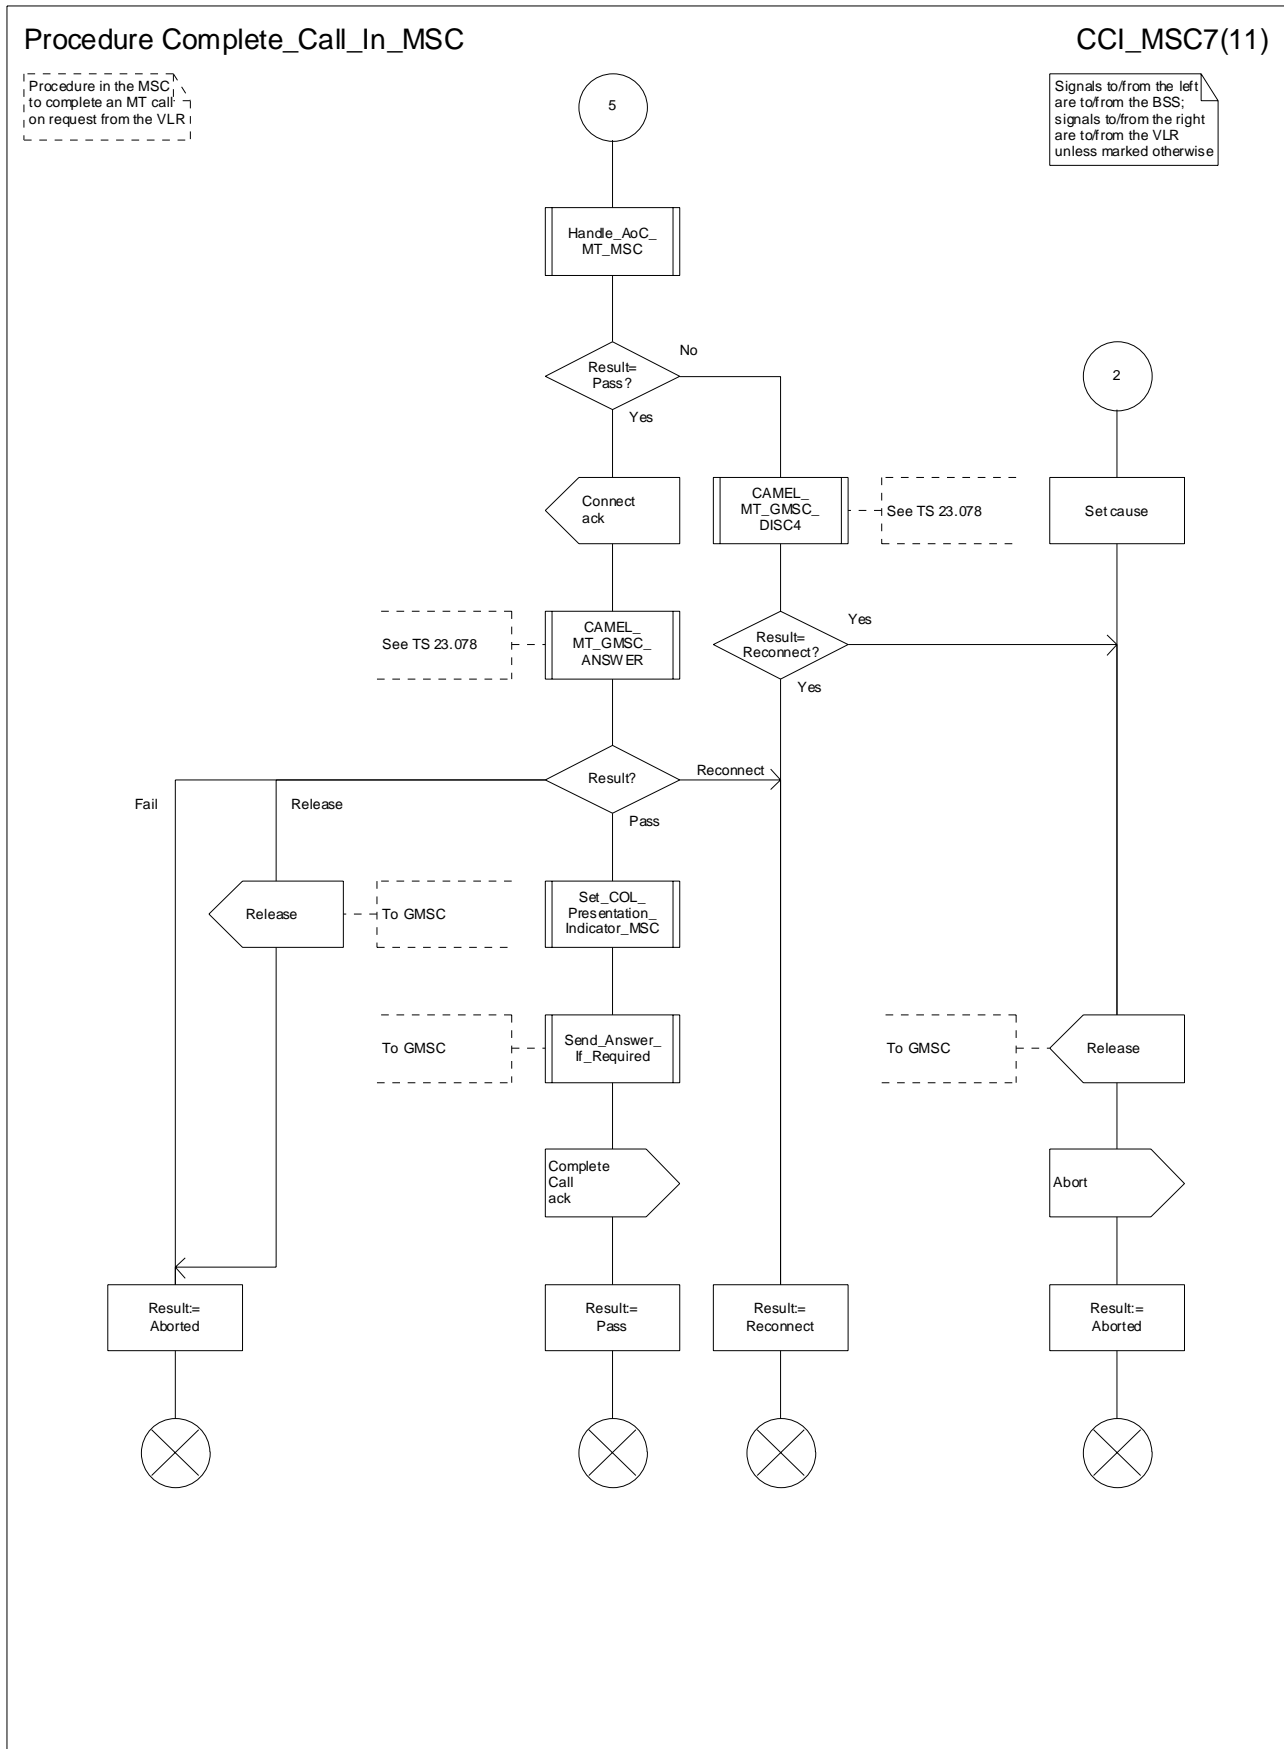 Procedure Complete_Call_In_MSC
CCI_MSC7(11)
Procedure in the MSC
to complete an MT call
on request from the VLR
Signals to/from the left
are to/from the BSS;
signals to/from the right
are to/from the VLR
unless marked otherwise
5
Handle_AoC_
MT_MSC
Result=
Pass?
No
Yes
2
Connect
ack
CAMEL_
MT_GMSC_
DISC4
See TS 23.078
Set cause
See TS 23.078
CAMEL_
MT_GMSC_
ANSWER
Result=
Reconnect?
Yes
Yes
Result?
Reconnect
Fail
Release
Pass
Release
To GMSC
Set_COL_
Presentation_
Indicator_MSC
To GMSC
Send_Answer_
If_Required
To GMSC
Release
Complete
Call
ack
Abort
Result:=
Aborted
Result:=
Pass
Result:=
Reconnect
Result:=
Aborted